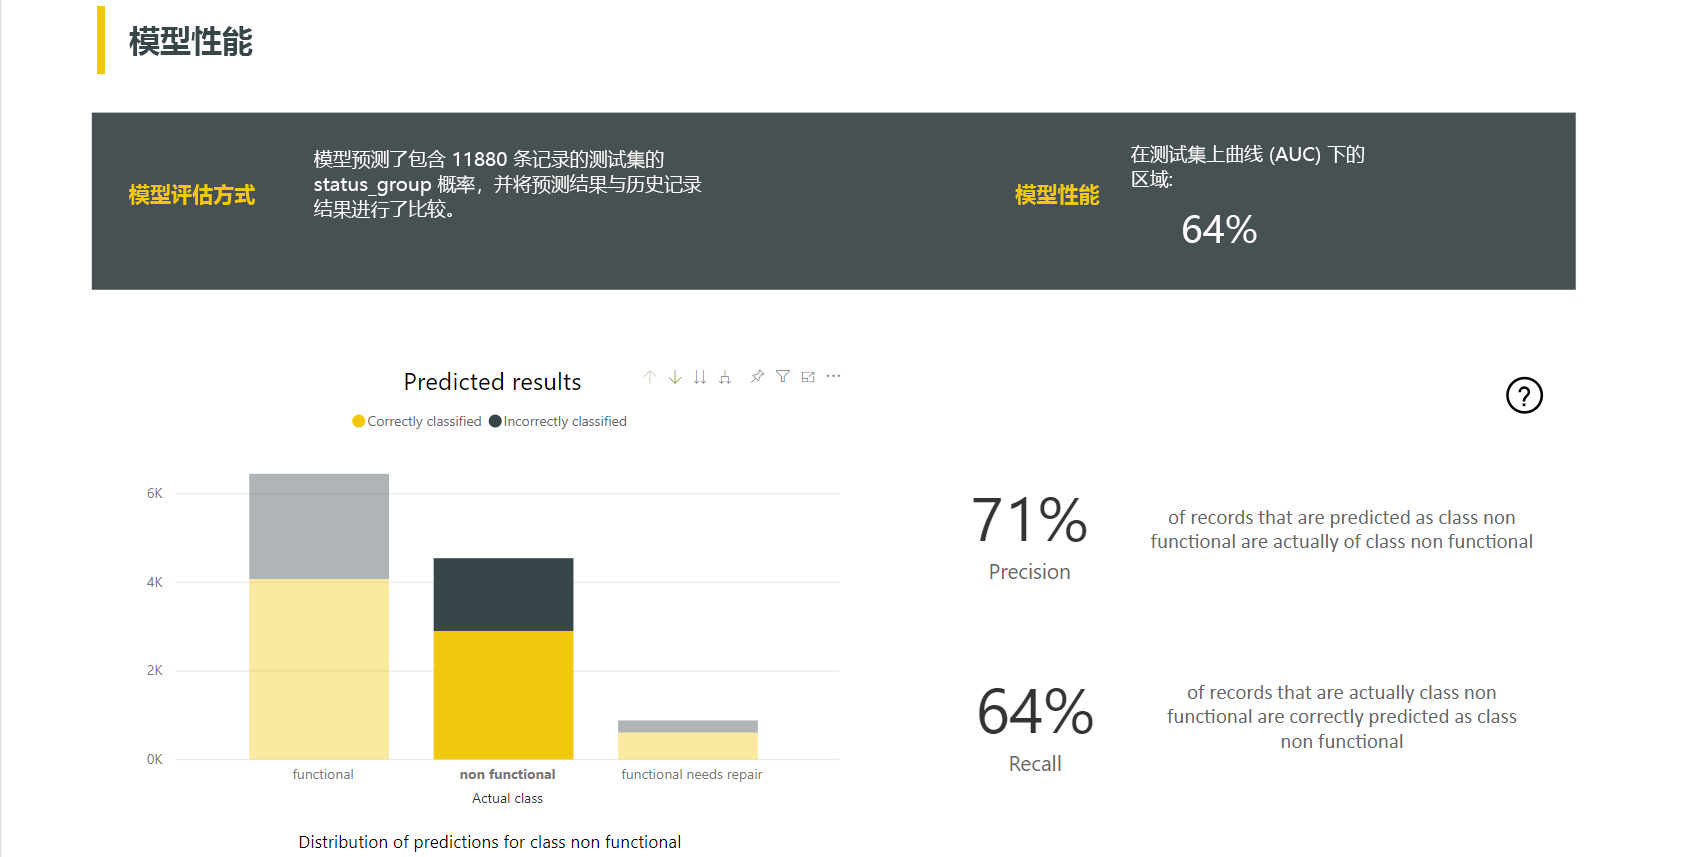 模型性能
模型评估方式
模型预测了包含 11880 条记录的测试集的
status_group 概率，并将预测结果与历史记录
结果进行了比较。
模型性能
在测试集上曲线 (AUC) 下的
区域:
64%
Predicted results
Correctly classified
Incorrectly classified
6K
4K
2K
0K
functional
non functional
functional needs repair
Actual class
Distribution of predictions for class non functional
?
71%
Precision
of records that are predicted as class non
functional are actually of class non functional
64%
Recall
of records that are actually class non
functional are correctly predicted as class
non functional